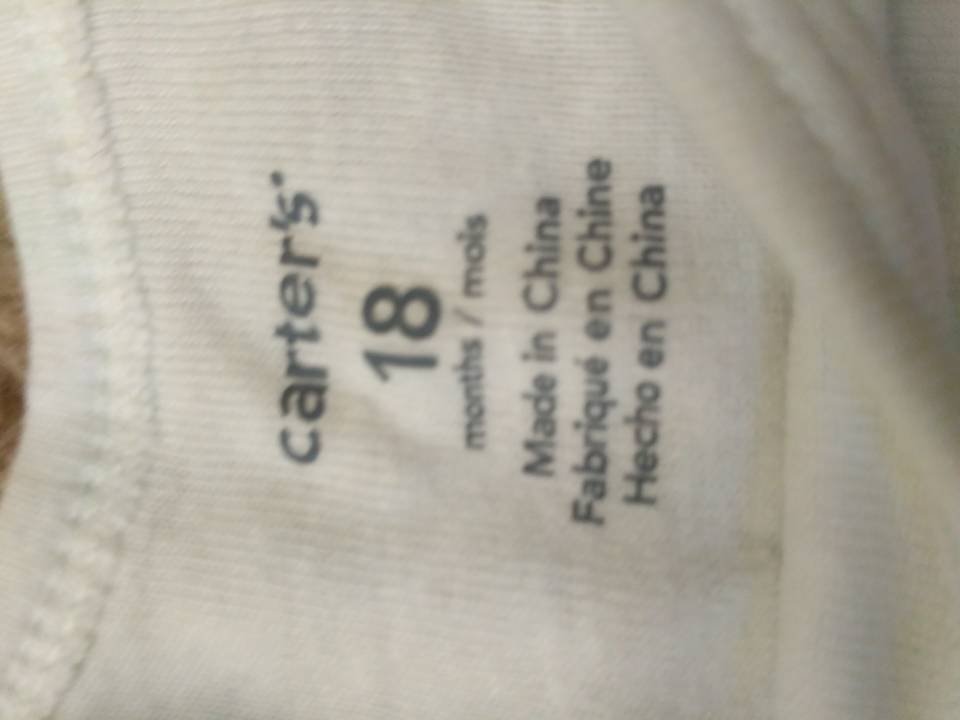 carter's
18
months / mois
Made in China
Fabriqué en Chine
Hecho en China